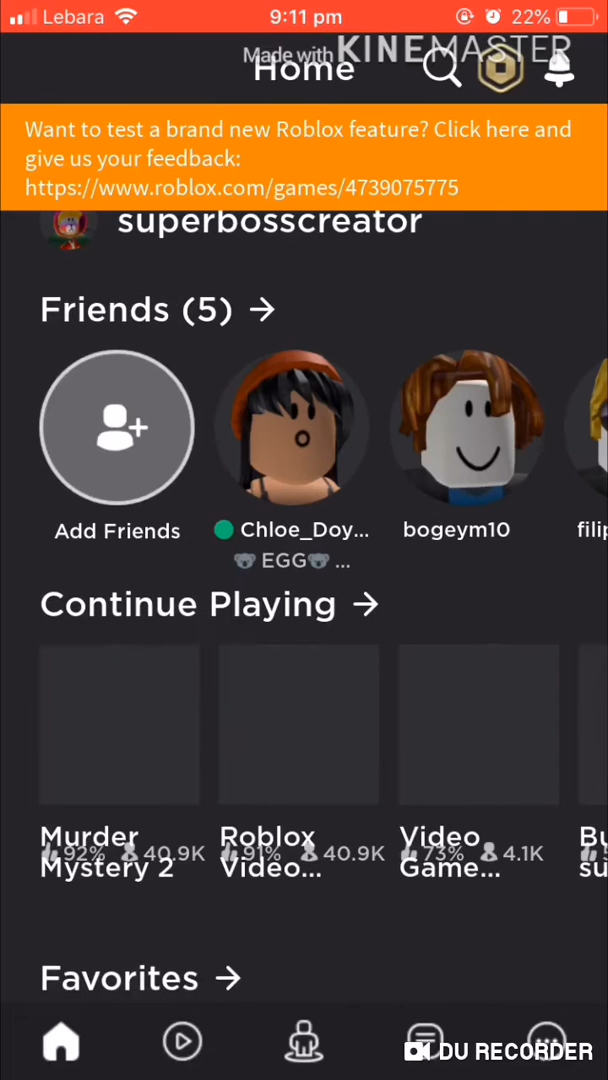 Lebara 9:11 pm 22%
Made with KINEMASTER
Home
Want to test a brand new Roblox feature? Click here and
give us your feedback:
https://www.roblox.com/games/4739075775
superbosscreator
Friends (5) →
Add Friends
Chloe_Doy...
bogeym10
🐨 EGG🐨 ...
Continue Playing →
Murder
Mystery 2
92% 40.9K
Roblox
Video...
91% 40.9K
Video
Game...
73% 4.1K
Favorites →
DU RECORDER